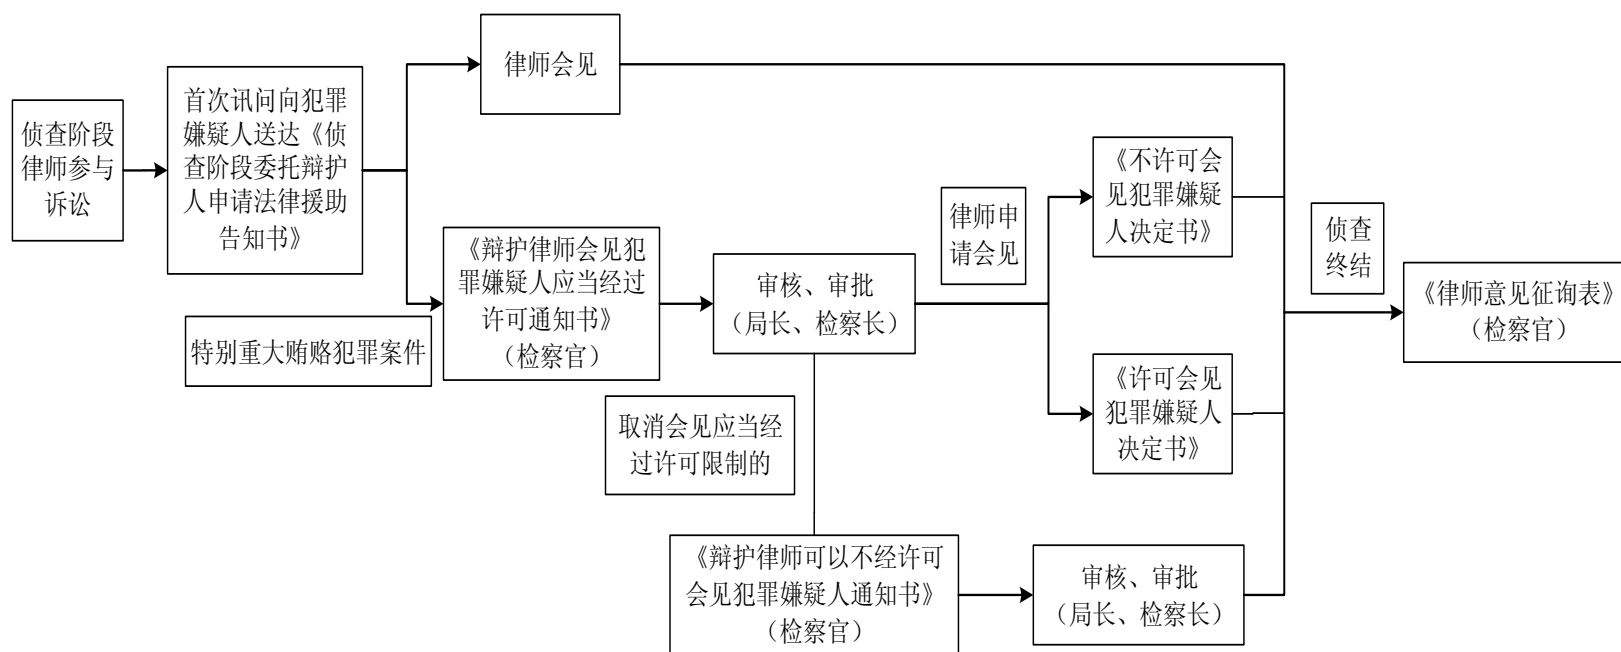 侦查阶段
律师参与
诉讼
首次讯问向犯罪
嫌疑人送达《侦
查阶段委托辩护
人申请法律援助
告知书》
律师会见
特别重大贿赂犯罪案件
《辩护律师会见犯
罪嫌疑人应当经过
许可通知书》
（检察官）
审核、审批
（局长、检察长）
律师申
请会见
《不许可会
见犯罪嫌疑
人决定书》
《许可会见
犯罪嫌疑人
决定书》
取消会见应当经
过许可限制的
《辩护律师可以不经许可
会见犯罪嫌疑人通知书》
（检察官）
审核、审批
（局长、检察长）
侦查
终结
《律师意见征询表》
（检察官）